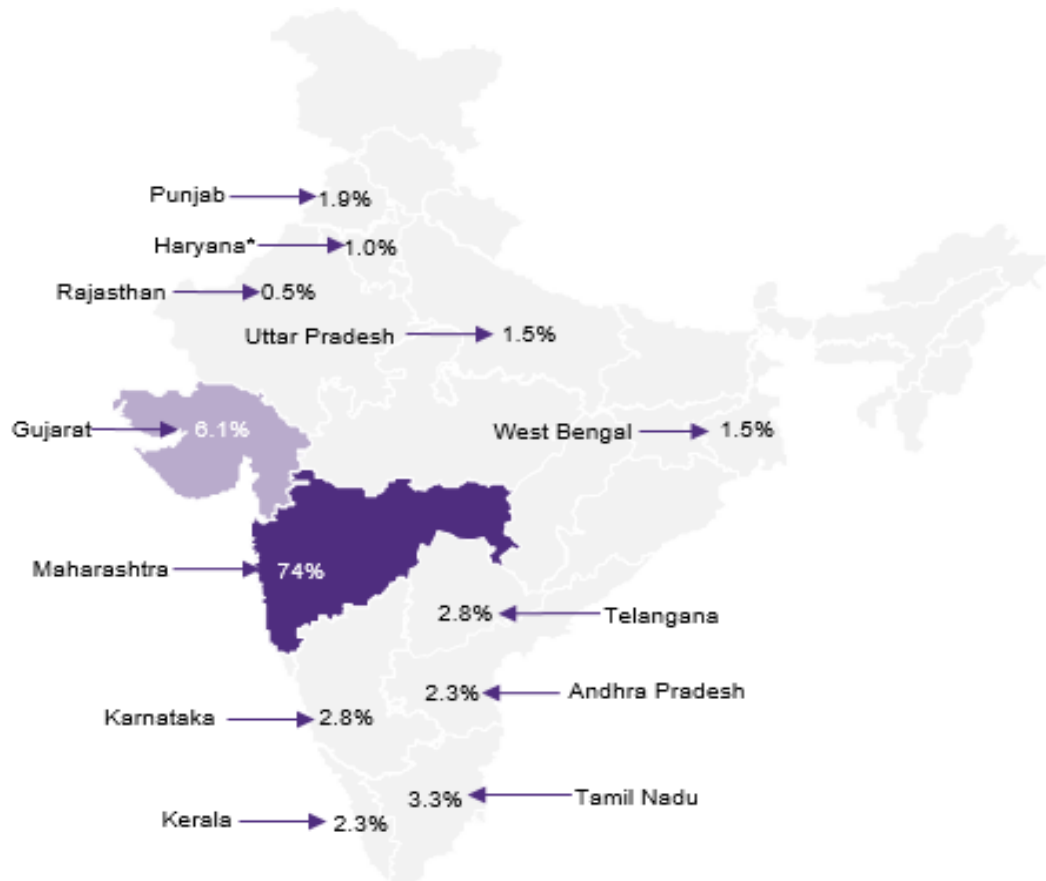 Punjab 1.9%
Haryana* 1.0%
Rajasthan 0.5%
Uttar Pradesh 1.5%
Gujarat 6.1%
West Bengal 1.5%
Maharashtra 74%
2.8% Telangana
2.3% Andhra Pradesh
Karnataka 2.8%
3.3% Tamil Nadu
Kerala 2.3%